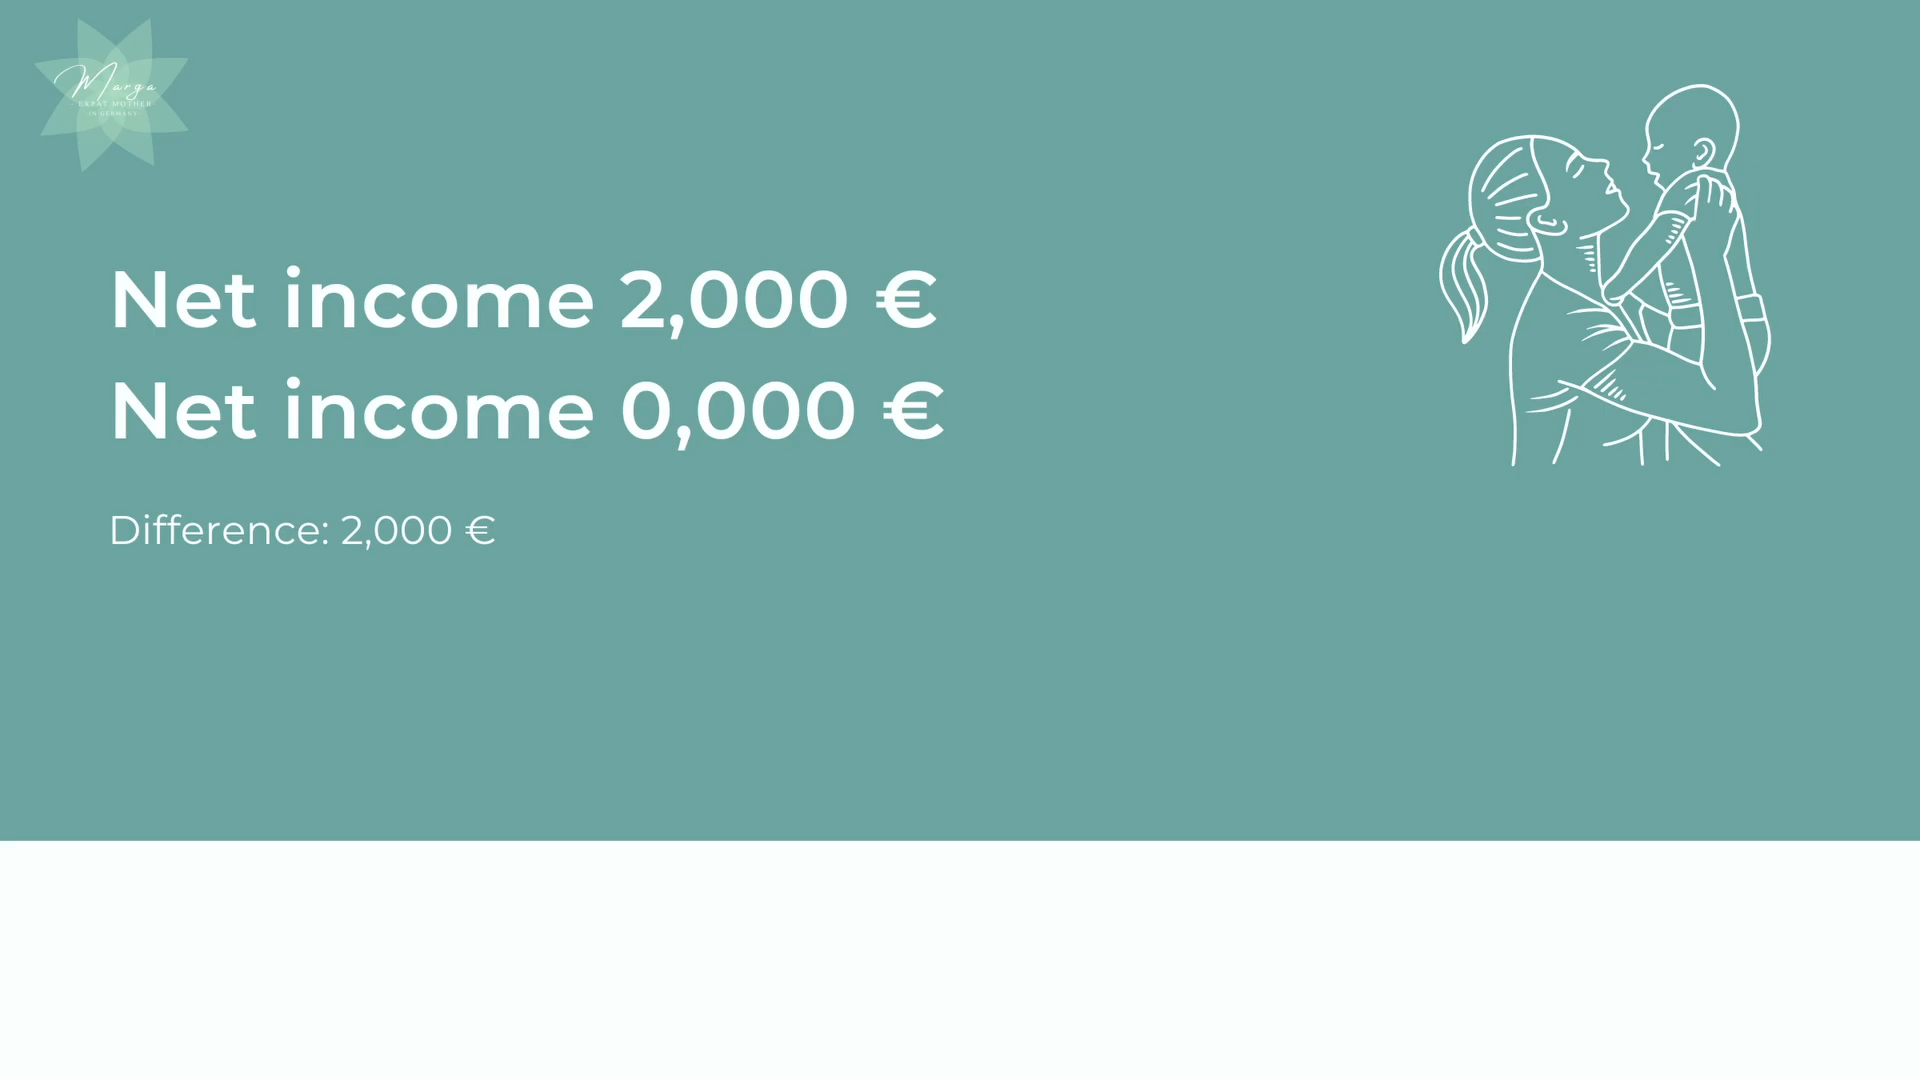 Marga
EXPAT MOTHER
IN GERMANY
Net income 2,000 €
Net income 0,000 €
Difference: 2,000 €